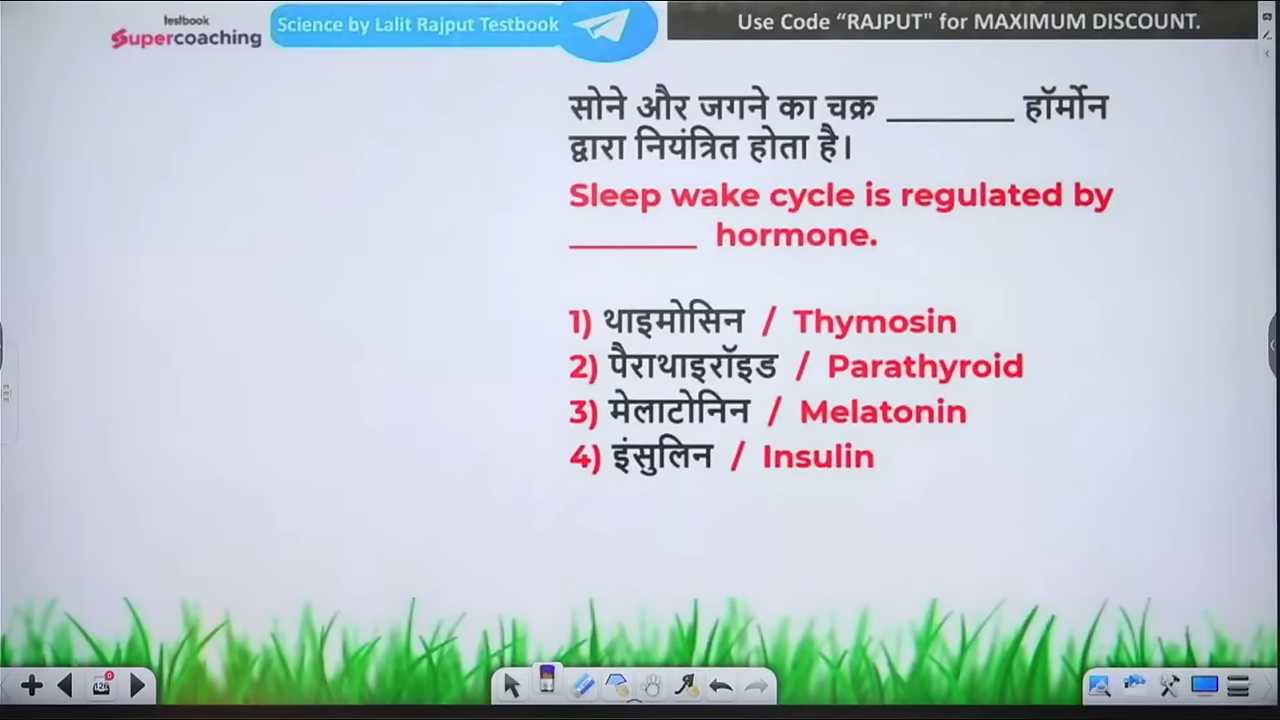 testbook
Supercoaching
Science by Lalit Rajput Testbook
Use Code “RAJPUT" for MAXIMUM DISCOUNT.
सोने और जगने का चक्र ________ हॉर्मोन
द्वारा नियंत्रित होता है।
Sleep wake cycle is regulated by
________ hormone.
1) थाइमोसिन / Thymosin
2) पैराथाइरॉइड / Parathyroid
3) मेलाटोनिन / Melatonin
4) इंसुलिन / Insulin